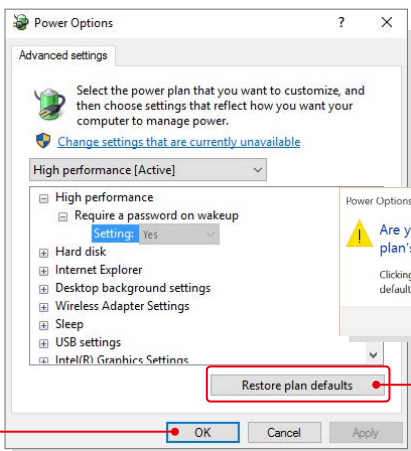 Power Options
?
Advanced settings
Select the power plan that you want to customize, and
then choose settings that reflect how you want your
computer to manage power.
Change settings that are currently unavailable
High performance [Active]
High performance
Require a password on wakeup
Setting: Yes
Hard disk
Internet Explorer
Desktop background settings
Wireless Adapter Settings
Sleep
USB settings
Intel(R) Graphics Settings
Power Options
Are y
plan's
Clicking
default
Restore plan defaults
OK
Cancel
Apply